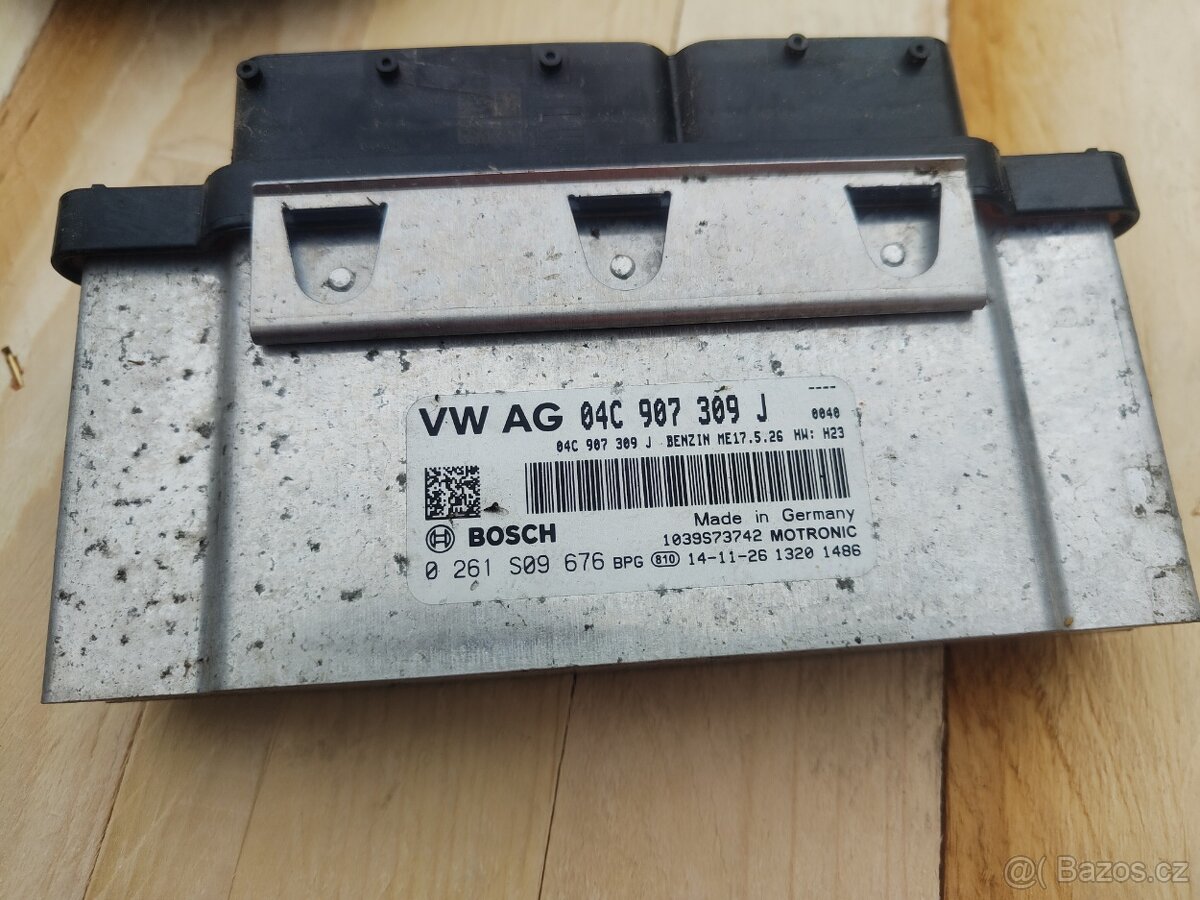 ----
VW AG 04C 907 309 J 0040
04C 907 309 J BENZIN ME17.5.26 HW: H23
Made in Germany
BOSCH 1039S73742 MOTRONIC
0 261 S09 676 BPG 810 14-11-26 1320 1486
@( Bazos.cz